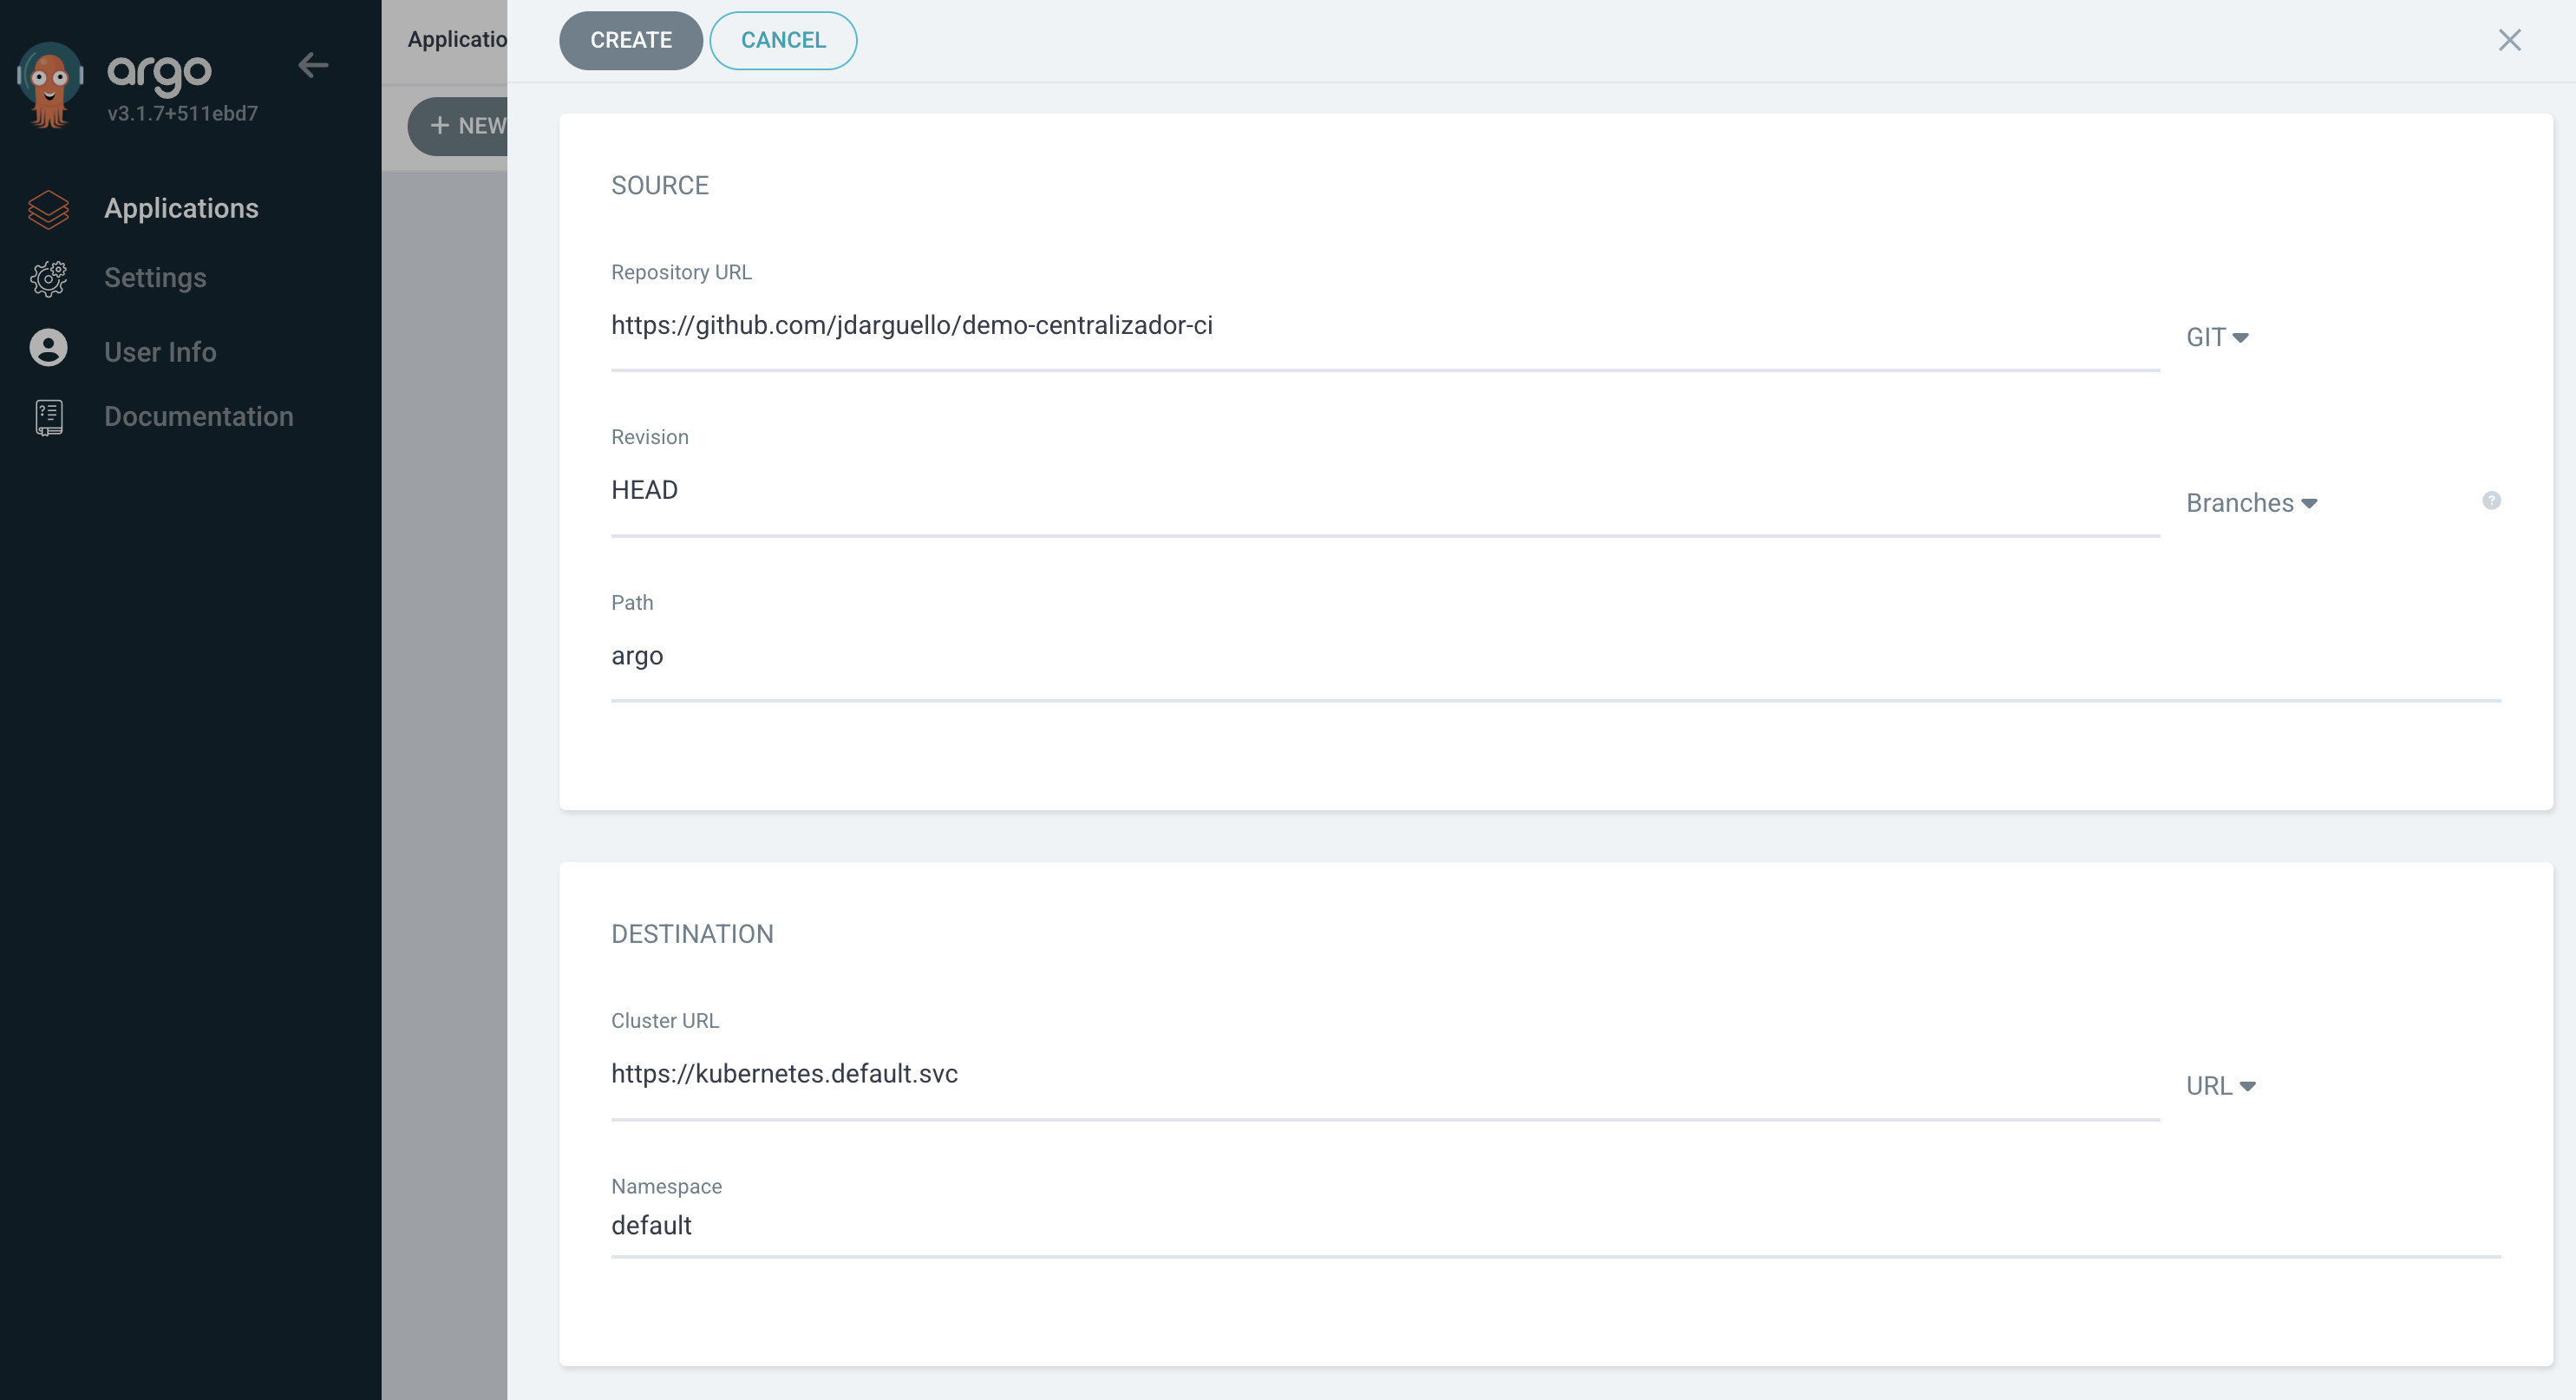 argo
v3.1.7+511ebd7
Applications
Settings
User Info
Documentation
Applicatio
+ NEW
CREATE
CANCEL
SOURCE
Repository URL
https://github.com/jdarguello/demo-centralizador-ci
GIT
Revision
HEAD
Branches
?
Path
argo
DESTINATION
Cluster URL
https://kubernetes.default.svc
URL
Namespace
default